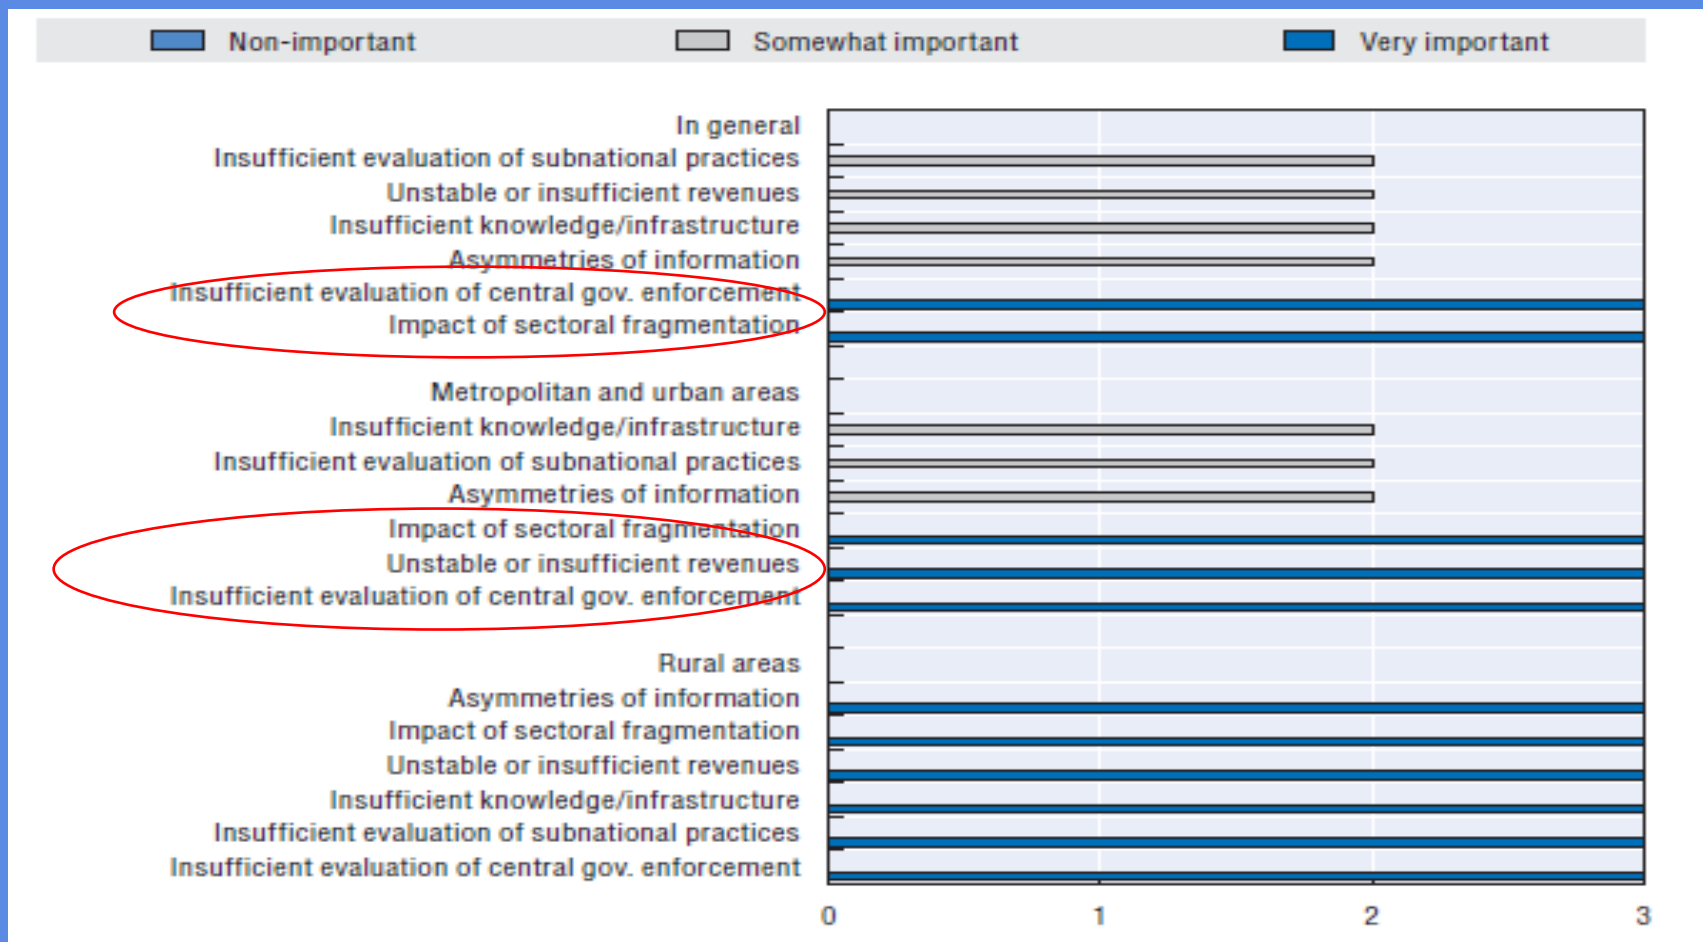 Non-important Somewhat important Very important
In general
Insufficient evaluation of subnational practices
Unstable or insufficient revenues
Insufficient knowledge/infrastructure
Asymmetries of information
Insufficient evaluation of central gov. enforcement
Impact of sectoral fragmentation
Metropolitan and urban areas
Insufficient knowledge/infrastructure
Insufficient evaluation of subnational practices
Asymmetries of information
Impact of sectoral fragmentation
Unstable or insufficient revenues
Insufficient evaluation of central gov. enforcement
Rural areas
Asymmetries of information
Impact of sectoral fragmentation
Unstable or insufficient revenues
Insufficient knowledge/infrastructure
Insufficient evaluation of subnational practices
Insufficient evaluation of central gov. enforcement
0 1 2 3